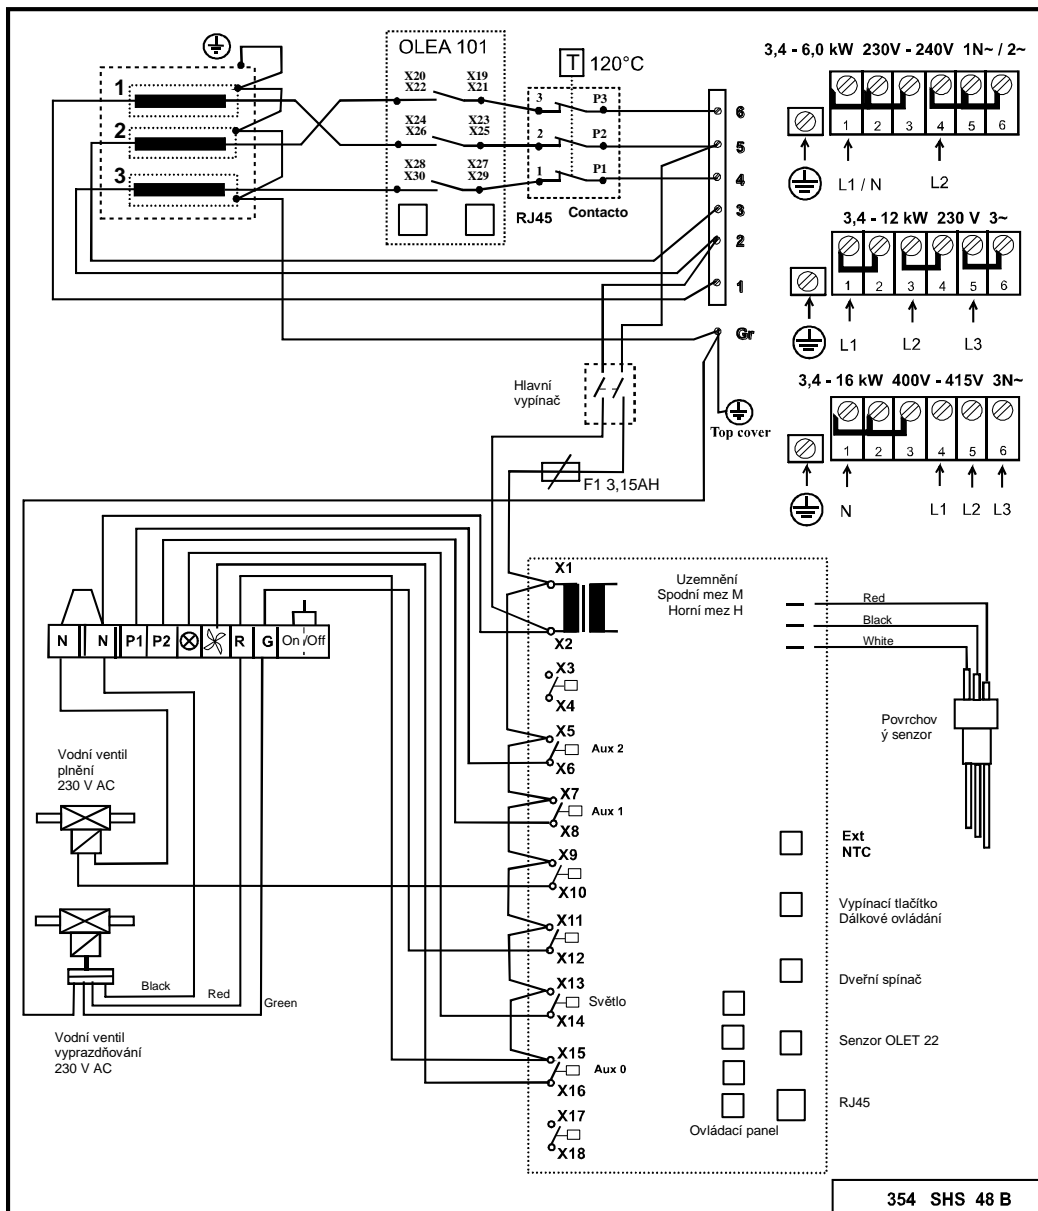 OLEA 101
T 120°C
3,4 - 6,0 kW 230V - 240V 1N~ / 2~
1
2
3
X20
X22
X19
X21
X24
X26
X23
X25
X28
X30
X27
X29
RJ45
3
P3
2
P2
1
P1
Contacto
6
5
4
3
2
1
Gr
1 2 3 4 5 6
L1 / N
L2
3,4 - 12 kW 230 V 3~
1 2 3 4 5 6
L1
L2
L3
3,4 - 16 kW 400V - 415V 3N~
1 2 3 4 5 6
N
L1 L2 L3
Hlavní
vypínač
Top cover
F1 3,15AH
N N P1 P2 R G On /Off
X1
X2
X3
X4
X5
X6
Aux 2
X7
X8
Aux 1
X9
X10
X11
X12
X13
X14
Světlo
X15
X16
Aux 0
X17
X18
Uzemnění
Spodní mez M
Horní mez H
Red
Black
White
Povrchov
ý senzor
Vodní ventil
plnění
230 V AC
Black
Red
Green
Vodní ventil
vyprazdňování
230 V AC
Ext
NTC
Vypínací tlačítko
Dálkové ovládání
Dveřní spínač
Senzor OLET 22
RJ45
Ovládací panel
354 SHS 48 B